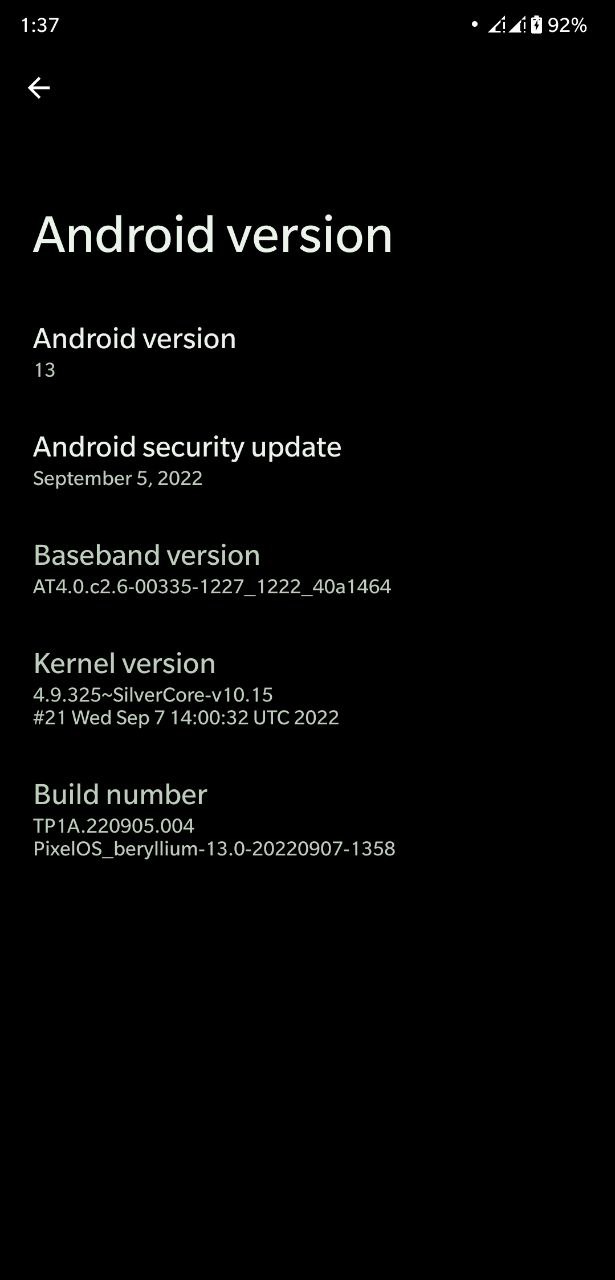 1:37
92%
Android version
Android version
13
Android security update
September 5, 2022
Baseband version
AT4.0.c2.6-00335-1227_1222_40a1464
Kernel version
4.9.325~SilverCore-v10.15
#21 Wed Sep 7 14:00:32 UTC 2022
Build number
TP1A.220905.004
PixelOS_beryllium-13.0-20220907-1358